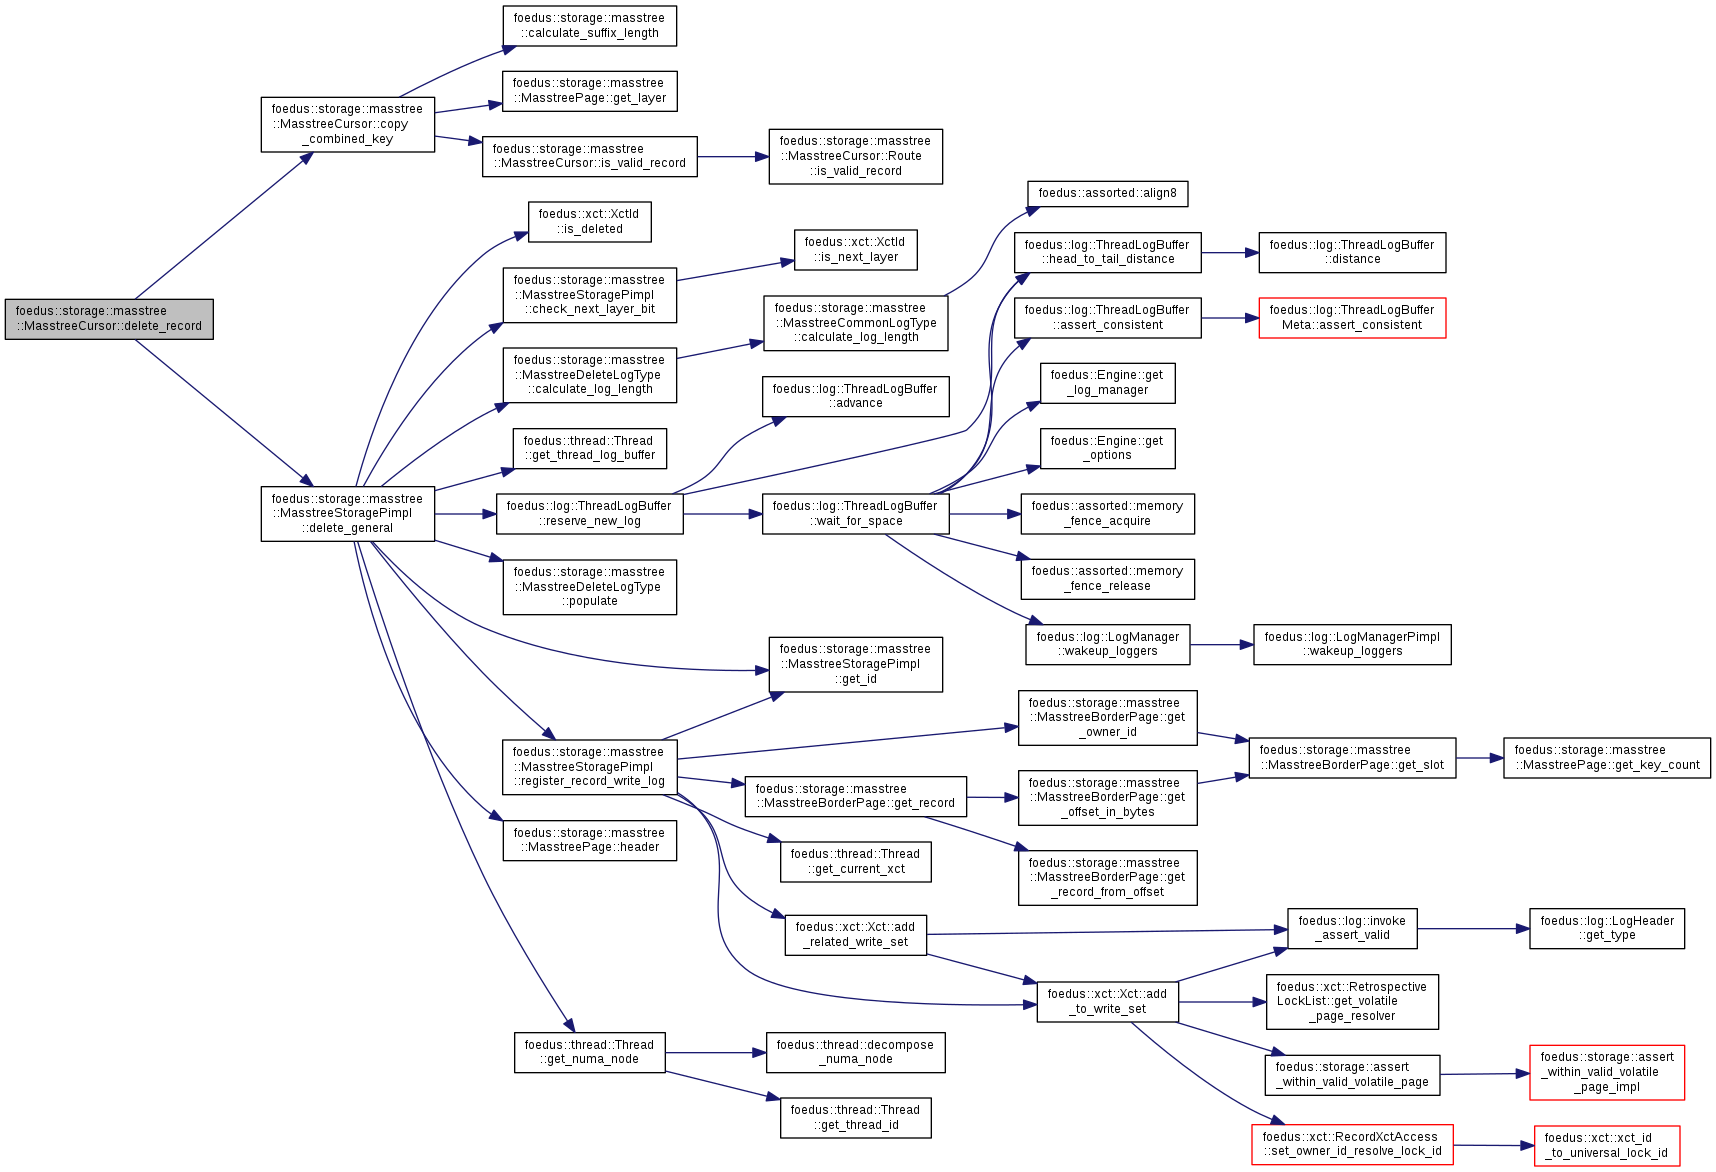 foedus::storage::masstree
::MasstreeCursor::delete_record
foedus::storage::masstree
::MasstreeCursor::copy
_combined_key
foedus::storage::masstree
::calculate_suffix_length
foedus::storage::masstree
::MasstreePage::get_layer
foedus::storage::masstree
::MasstreeCursor::is_valid_record
foedus::storage::masstree
::MasstreeCursor::Route
::is_valid_record
foedus::storage::masstree
::MasstreeStoragePimpl
::delete_general
foedus::xct::XctId
::is_deleted
foedus::storage::masstree
::MasstreeStoragePimpl
::check_next_layer_bit
foedus::xct::XctId
::is_next_layer
foedus::storage::masstree
::MasstreeDeleteLogType
::calculate_log_length
foedus::storage::masstree
::MasstreeCommonLogType
::calculate_log_length
foedus::assorted::align8
foedus::thread::Thread
::get_thread_log_buffer
foedus::log::ThreadLogBuffer
::reserve_new_log
foedus::log::ThreadLogBuffer
::advance
foedus::log::ThreadLogBuffer
::head_to_tail_distance
foedus::log::ThreadLogBuffer
::distance
foedus::log::ThreadLogBuffer
::wait_for_space
foedus::log::ThreadLogBuffer
::assert_consistent
foedus::log::ThreadLogBuffer
Meta::assert_consistent
foedus::Engine::get
_log_manager
foedus::Engine::get
_options
foedus::assorted::memory
_fence_acquire
foedus::assorted::memory
_fence_release
foedus::log::LogManager
::wakeup_loggers
foedus::log::LogManagerPimpl
::wakeup_loggers
foedus::storage::masstree
::MasstreeDeleteLogType
::populate
foedus::storage::masstree
::MasstreeStoragePimpl
::get_id
foedus::storage::masstree
::MasstreeStoragePimpl
::register_record_write_log
foedus::storage::masstree
::MasstreeBorderPage::get
_owner_id
foedus::storage::masstree
::MasstreeBorderPage::get_slot
foedus::storage::masstree
::MasstreePage::get_key_count
foedus::storage::masstree
::MasstreeBorderPage::get_record
foedus::storage::masstree
::MasstreeBorderPage::get
_offset_in_bytes
foedus::storage::masstree
::MasstreeBorderPage::get
_record_from_offset
foedus::thread::Thread
::get_current_xct
foedus::storage::masstree
::MasstreePage::header
foedus::xct::Xct::add
_related_write_set
foedus::log::invoke
_assert_valid
foedus::log::LogHeader
::get_type
foedus::xct::Xct::add
_to_write_set
foedus::xct::Retrospective
LockList::get_volatile
_page_resolver
foedus::storage::assert
_within_valid_volatile_page
foedus::storage::assert
_within_valid_volatile
_page_impl
foedus::xct::RecordXctAccess
::set_owner_id_resolve_lock_id
foedus::xct::xct_id
_to_universal_lock_id
foedus::thread::Thread
::get_numa_node
foedus::thread::decompose
_numa_node
foedus::thread::Thread
::get_thread_id